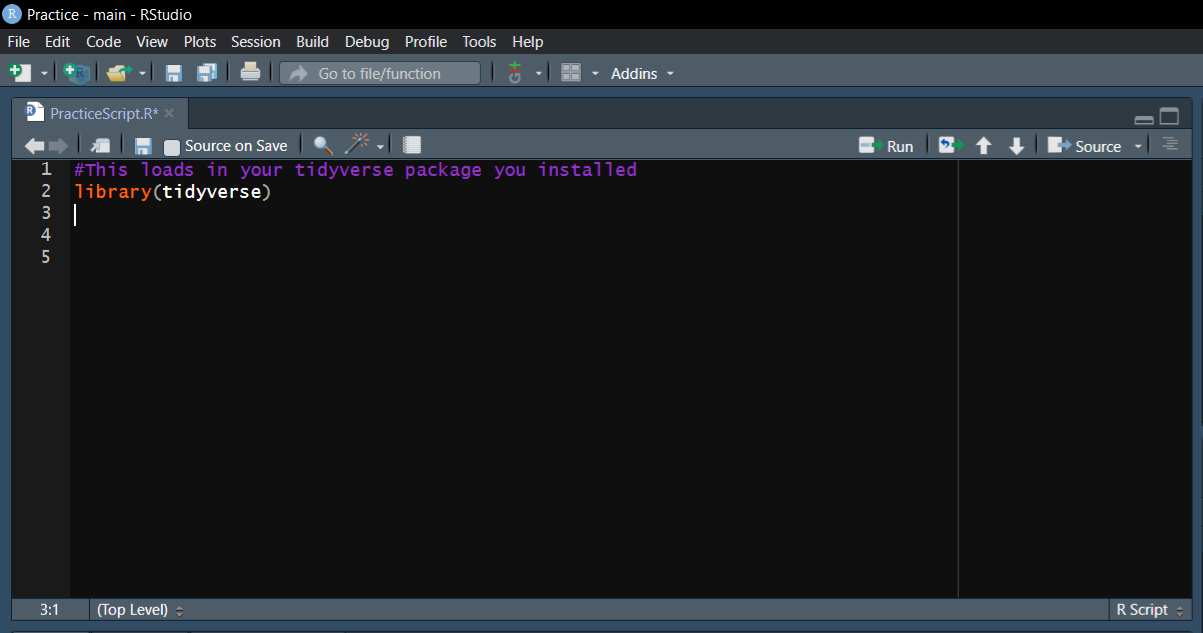 R Practice - main - RStudio
File Edit Code View Plots Session Build Debug Profile Tools Help
Go to file/function Addins
PracticeScript.R*
Source on Save Run Source
1 #This loads in your tidyverse package you installed
2 library(tidyverse)
3
4
5
3:1 (Top Level) R Script